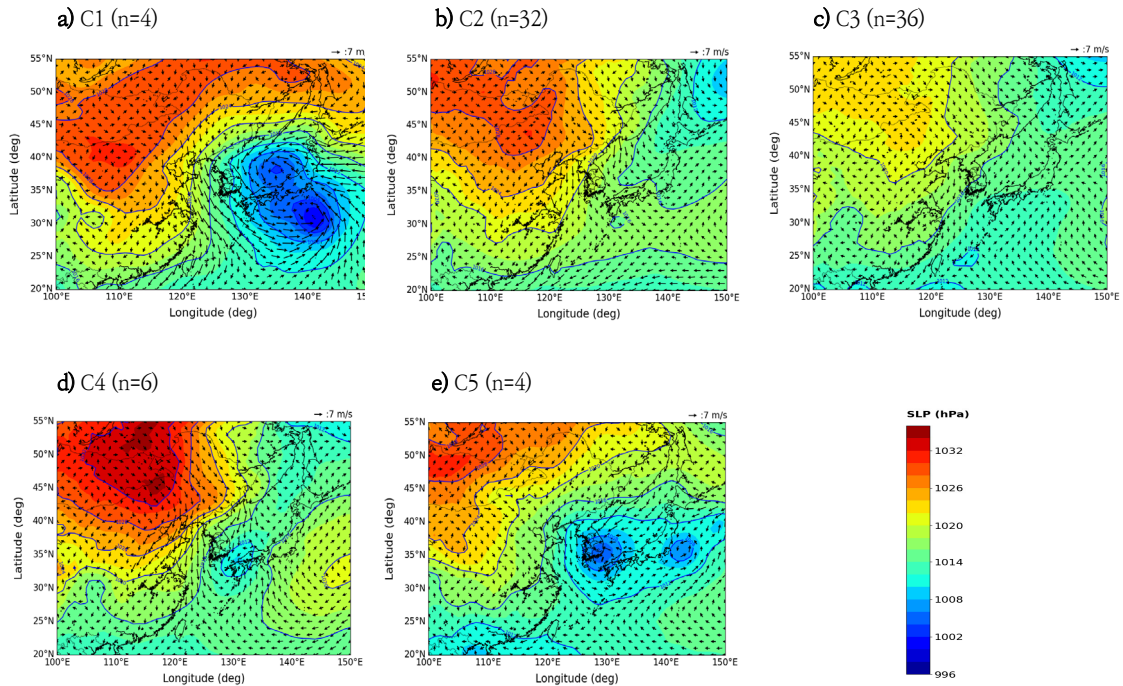 a) C1 (n=4)
b) C2 (n=32)
c) C3 (n=36)
→ :7 m
→ :7 m/s
→ :7 m/s
55°N
50°N
45°N
40°N
35°N
30°N
25°N
20°N
Latitude (deg)
100°E 110°E 120°E 130°E 140°E 15
Longitude (deg)
55°N
50°N
45°N
40°N
35°N
30°N
25°N
20°N
Latitude (deg)
100°E 110°E 120°E 130°E 140°E 150°E
Longitude (deg)
55°N
50°N
45°N
40°N
35°N
30°N
25°N
20°N
Latitude (deg)
100°E 110°E 120°E 130°E 140°E 150°E
Longitude (deg)
d) C4 (n=6)
e) C5 (n=4)
→ :7 m/s
→ :7 m/s
55°N
50°N
45°N
40°N
35°N
30°N
25°N
20°N
Latitude (deg)
100°E 110°E 120°E 130°E 140°E 150°E
Longitude (deg)
55°N
50°N
45°N
40°N
35°N
30°N
25°N
20°N
Latitude (deg)
100°E 110°E 120°E 130°E 140°E 150°E
Longitude (deg)
SLP (hPa)
1032
1026
1020
1014
1008
1002
996